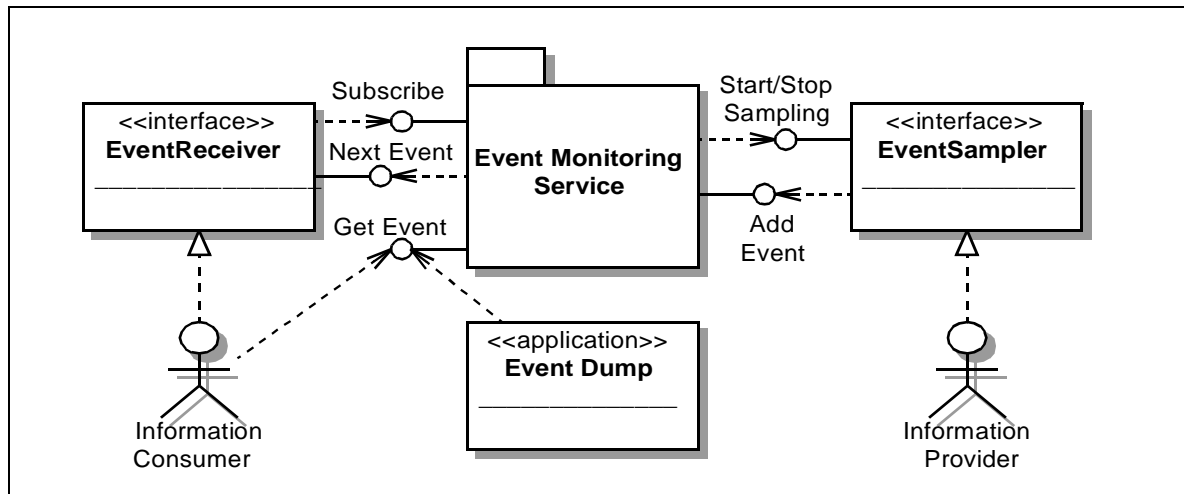 Subscribe
<<interface>>
EventReceiver
Next Event
Get Event
Event Monitoring
Service
Start/Stop
Sampling
<<interface>>
EventSampler
Add
Event
<<application>>
Event Dump
Information
Consumer
Information
Provider